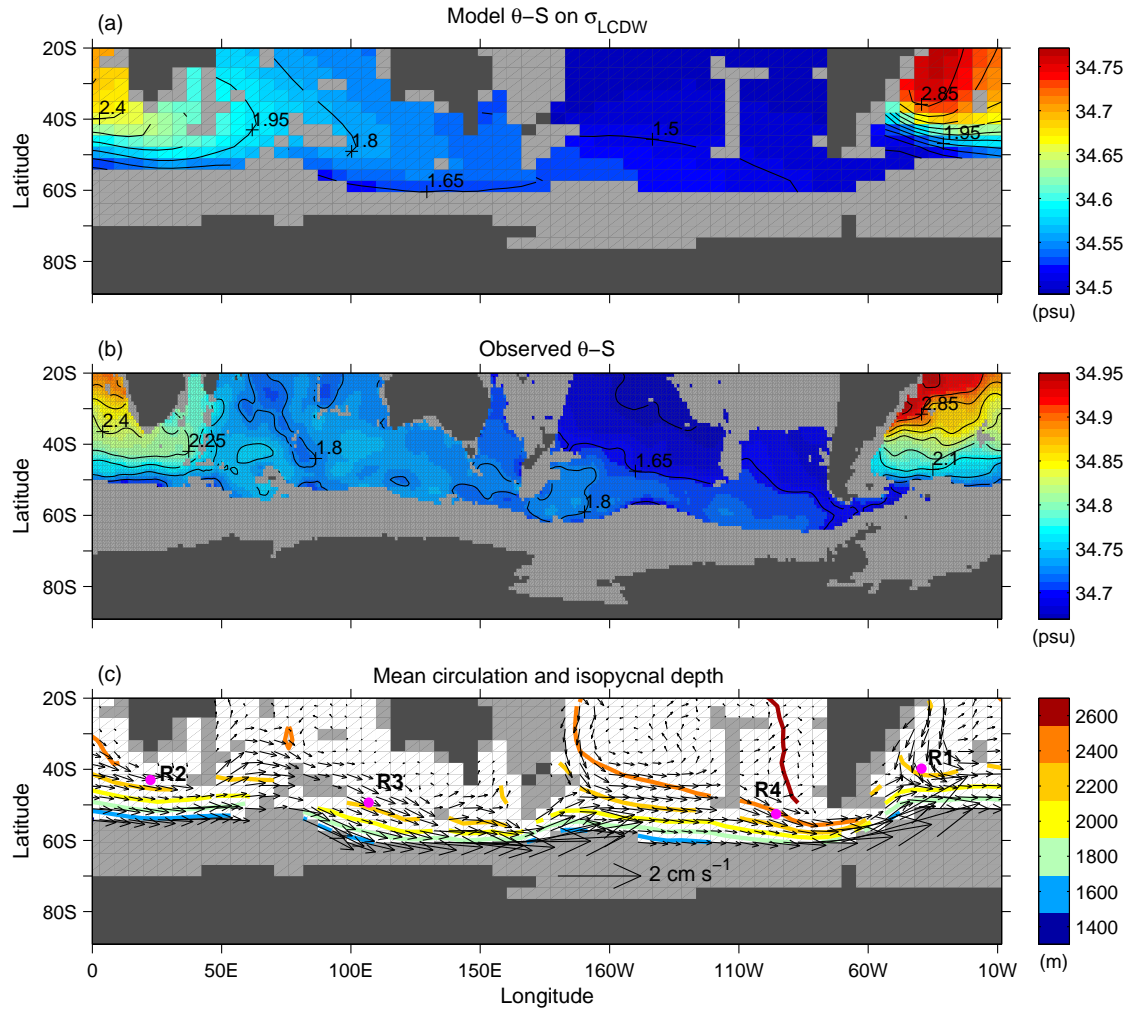 (a)
Model θ−S on σLCDW
Latitude
20S
40S
60S
80S
2.4
1.95
1.8
1.65
1.5
2.85
1.95
34.75
34.7
34.65
34.6
34.55
34.5
(psu)
(b)
Observed θ−S
Latitude
20S
40S
60S
80S
2.4
2.25
1.8
1.65
1.8
2.85
2.1
34.95
34.9
34.85
34.8
34.75
34.7
(psu)
(c)
Mean circulation and isopycnal depth
Latitude
20S
40S
60S
80S
R2
R3
R4
R1
2 cm s−1
2600
2400
2200
2000
1800
1600
1400
(m)
0
50E
100E
150E
160W
110W
60W
10W
Longitude